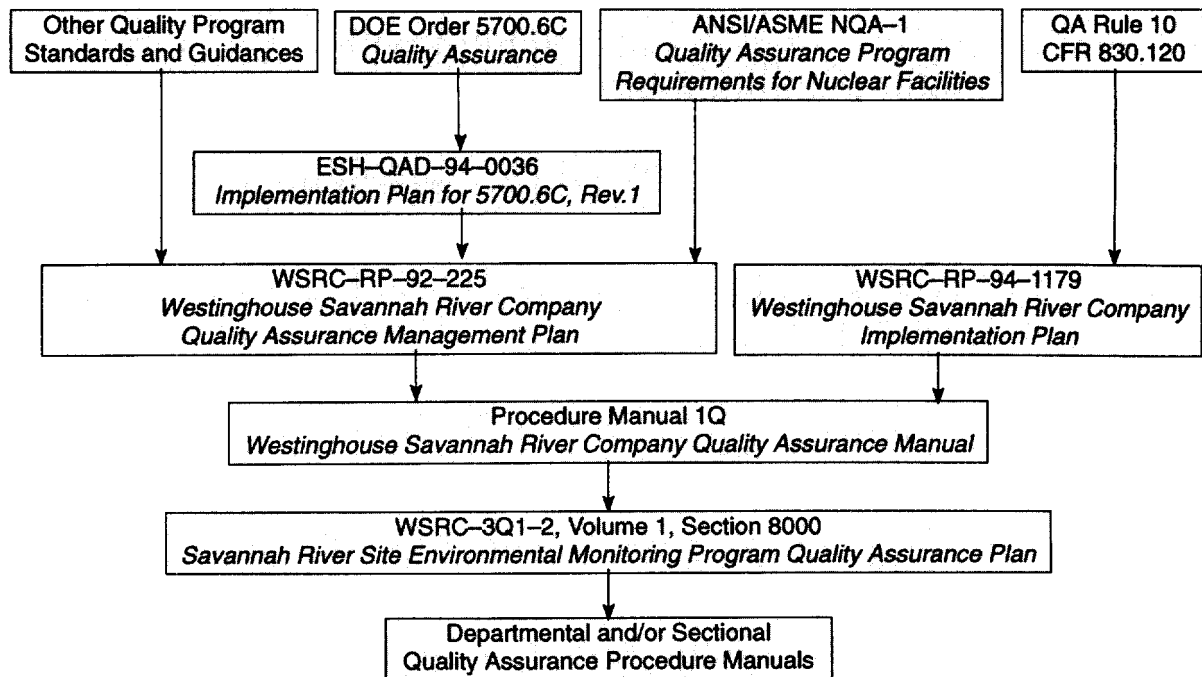 Other Quality Program
Standards and Guidances
DOE Order 5700.6C
Quality Assurance
ANSI/ASME NQA–1
Quality Assurance Program
Requirements for Nuclear Facilities
QA Rule 10
CFR 830.120
ESH–QAD–94–0036
Implementation Plan for 5700.6C, Rev.1
WSRC–RP–92–225
Westinghouse Savannah River Company
Quality Assurance Management Plan
WSRC–RP–94–1179
Westinghouse Savannah River Company
Implementation Plan
Procedure Manual 1Q
Westinghouse Savannah River Company Quality Assurance Manual
WSRC–3Q1–2, Volume 1, Section 8000
Savannah River Site Environmental Monitoring Program Quality Assurance Plan
Departmental and/or Sectional
Quality Assurance Procedure Manuals